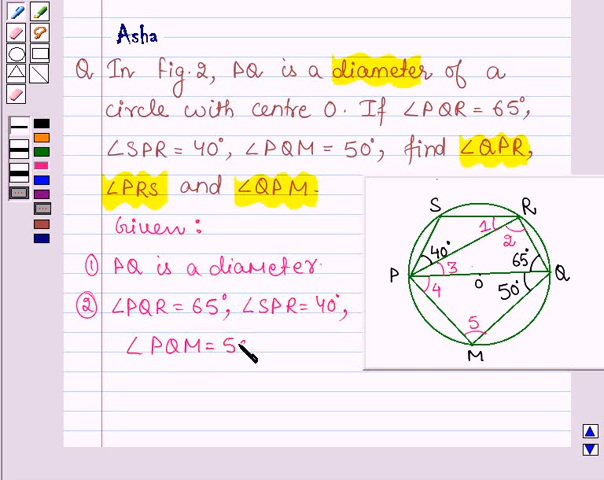 Asha
Q In fig.2, PQ is a diameter of a
circle with centre O. If ∠PQR = 65°,
∠SPR = 40°, ∠PQM = 50°, find ∠QPR,
∠PRS and ∠QPM.
Given:
① PQ is a diameter.
② ∠PQR = 65°, ∠SPR = 40°,
∠PQM = 5
S R
1 2
40° 65°
P 3 O Q
4 50°
5
M